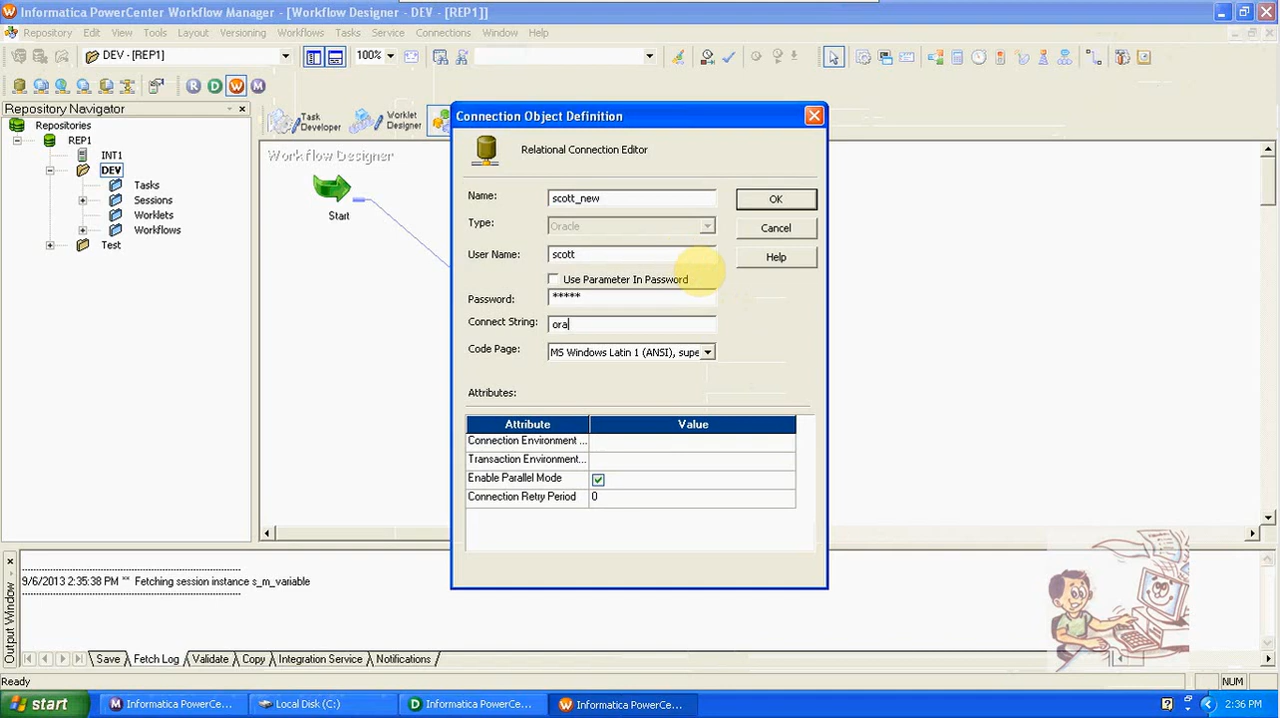 Informatica PowerCenter Workflow Manager - [Workflow Designer - DEV - [REP1]]
Repository Edit View Tools Layout Versioning Workflows Tasks Service Connections Window Help
DEV - [REP1] 100%
R D W M
Repository Navigator
Repositories
REP1
INT1
DEV
Tasks
Sessions
Worklets
Workflows
Test
Task Developer
Worklet Designer
Workflow Designer
Start
Connection Object Definition
Relational Connection Editor
Name: scott_new OK
Type: Oracle
Cancel
User Name: scott
Help
Use Parameter In Password
Password: *****
Connect String: ora
Code Page: MS Windows Latin 1 (ANSI), supe
Attributes:
Attribute Value
Connection Environment ...
Transaction Environment...
Enable Parallel Mode
Connection Retry Period 0
Output Window
9/6/2013 2:35:38 PM ** Fetching session instance s_m_variable
Save Fetch Log Validate Copy Integration Service Notifications
Ready NUM
start Informatica PowerCe... Local Disk (C:) Informatica PowerCe... Informatica PowerCe... 2:36 PM